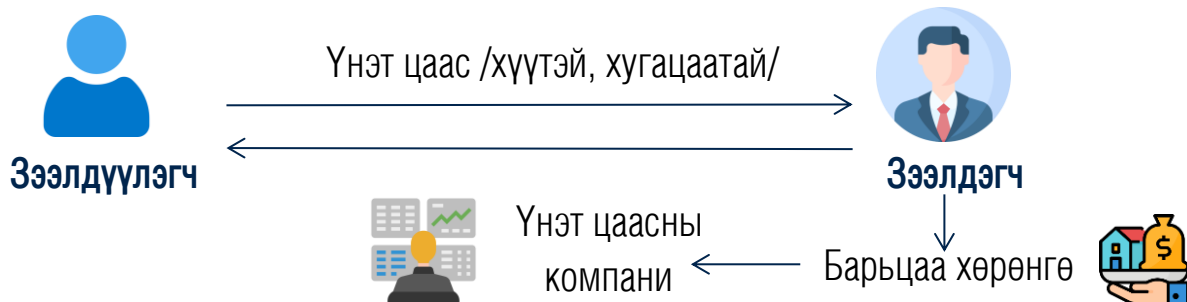 Үнэт цаас /хүүтэй, хугацаатай/
Зээлдүүлэгч
Зээлдэгч
Үнэт цаасны
компани
Барьцаа хөрөнгө
$